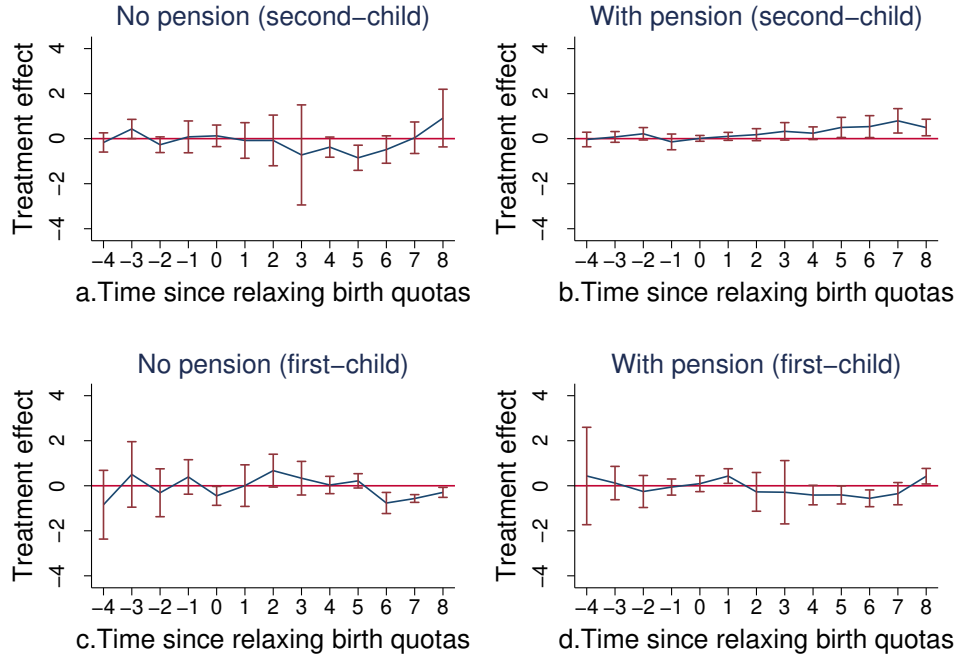 No pension (second−child)
Treatment effect
4
2
0
−2
−4
−4 −3 −2 −1 0 1 2 3 4 5 6 7 8
a.Time since relaxing birth quotas
With pension (second−child)
Treatment effect
4
2
0
−2
−4
−4 −3 −2 −1 0 1 2 3 4 5 6 7 8
b.Time since relaxing birth quotas
No pension (first−child)
Treatment effect
4
2
0
−2
−4
−4 −3 −2 −1 0 1 2 3 4 5 6 7 8
c.Time since relaxing birth quotas
With pension (first−child)
Treatment effect
4
2
0
−2
−4
−4 −3 −2 −1 0 1 2 3 4 5 6 7 8
d.Time since relaxing birth quotas